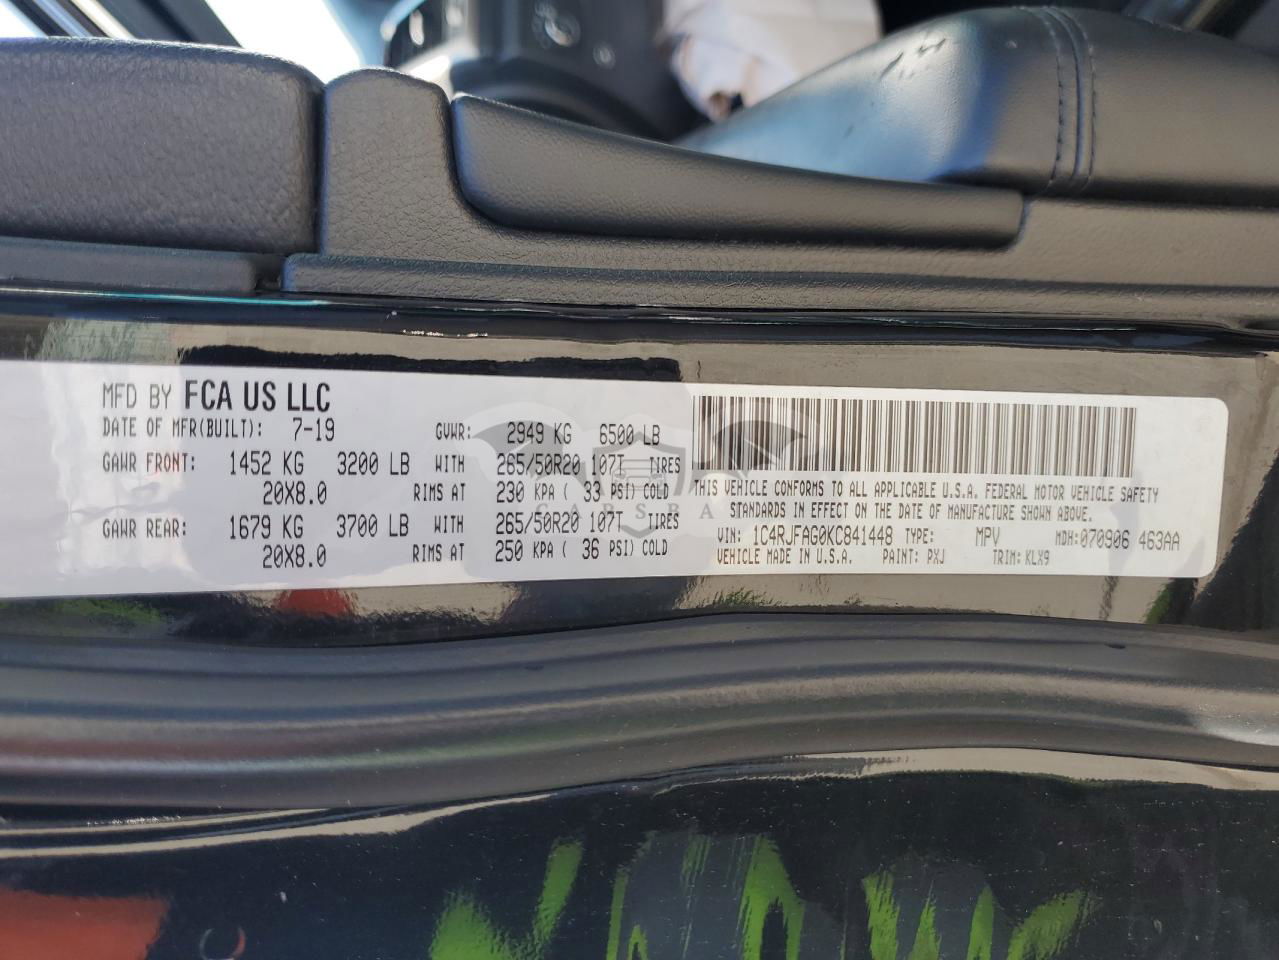 MFD BY FCA US LLC
DATE OF MFR(BUILT): 7-19 GVWR: 2949 KG 6500 LB
GAWR FRONT: 1452 KG 3200 LB WITH 265/50R20 107T TIRES
20X8.0 RIMS AT 230 KPA ( 33 PSI) COLD
GAWR REAR: 1679 KG 3700 LB WITH 265/50R20 107T TIRES
20X8.0 RIMS AT 250 KPA ( 36 PSI) COLD
THIS VEHICLE CONFORMS TO ALL APPLICABLE U.S.A. FEDERAL MOTOR VEHICLE SAFETY
STANDARDS IN EFFECT ON THE DATE OF MANUFACTURE SHOWN ABOVE.
VIN: 1C4RJFAG0KC841448 TYPE: MPV MDH:070906 463AA
VEHICLE MADE IN U.S.A. PAINT: PXJ TRIM: KLX9
CARSBA